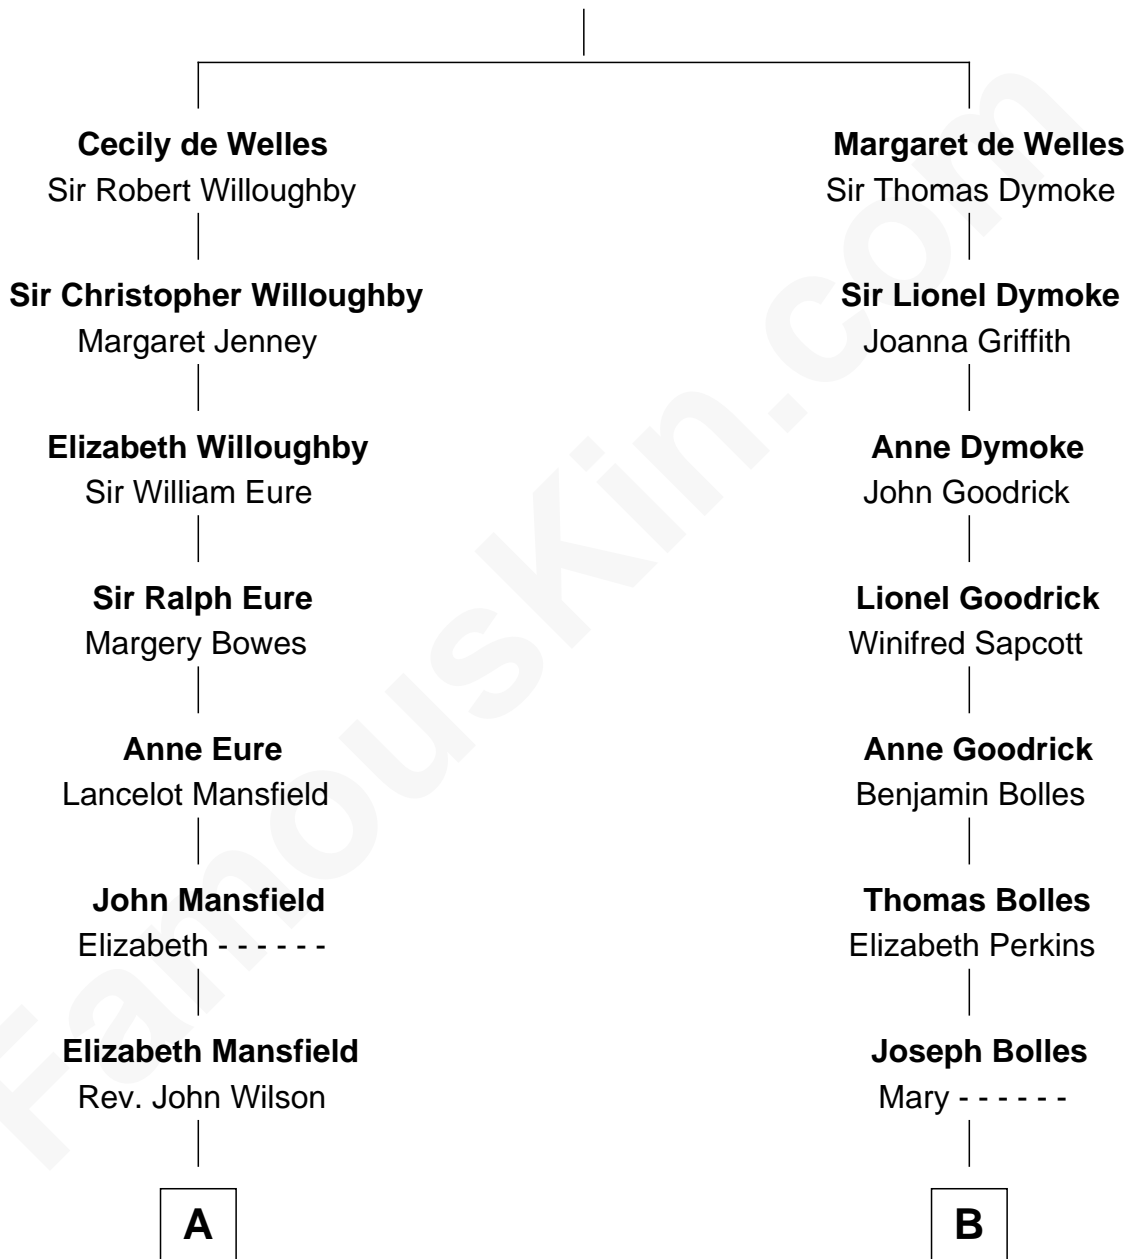 Cecily de Welles
Sir Robert Willoughby
Sir Christopher Willoughby
Margaret Jenney
Elizabeth Willoughby
Sir William Eure
Sir Ralph Eure
Margery Bowes
Anne Eure
Lancelot Mansfield
John Mansfield
Elizabeth - - - - - -
Elizabeth Mansfield
Rev. John Wilson
A
Margaret de Welles
Sir Thomas Dymoke
Sir Lionel Dymoke
Joanna Griffith
Anne Dymoke
John Goodrick
Lionel Goodrick
Winifred Sapcott
Anne Goodrick
Benjamin Bolles
Thomas Bolles
Elizabeth Perkins
Joseph Bolles
Mary - - - - - -
B
FamousKin.com